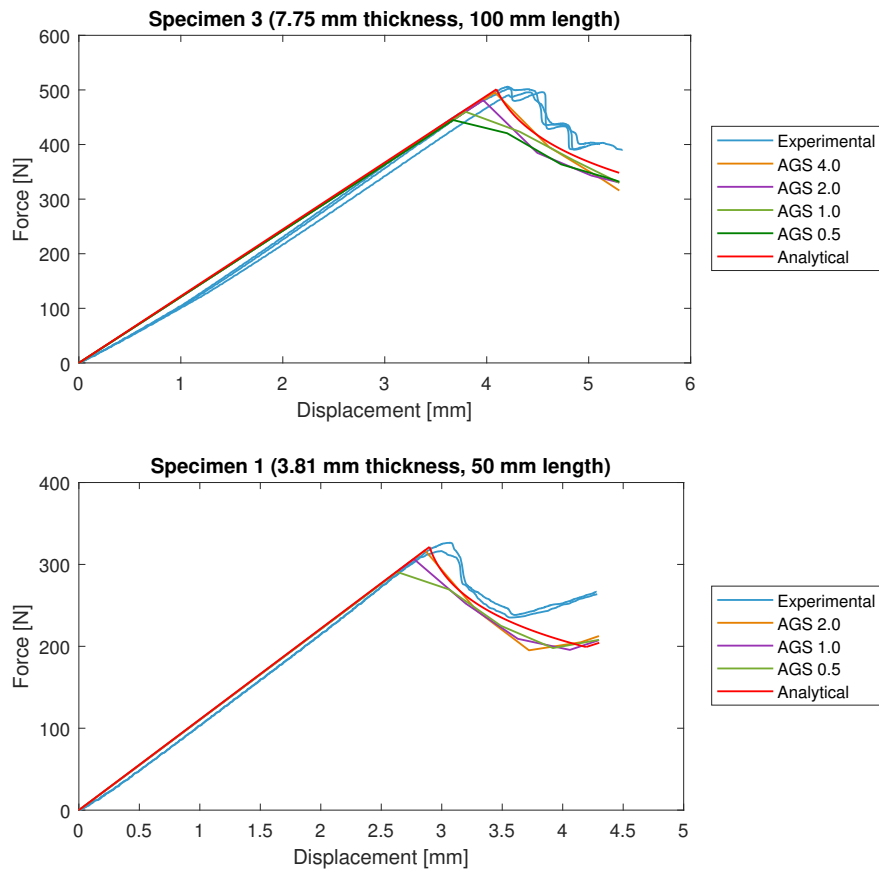 Specimen 3 (7.75 mm thickness, 100 mm length)
600
500
400
300
200
100
0
Force [N]
0 1 2 3 4 5 6
Displacement [mm]
Experimental
AGS 4.0
AGS 2.0
AGS 1.0
AGS 0.5
Analytical
Specimen 1 (3.81 mm thickness, 50 mm length)
400
300
200
100
0
Force [N]
0 0.5 1 1.5 2 2.5 3 3.5 4 4.5 5
Displacement [mm]
Experimental
AGS 2.0
AGS 1.0
AGS 0.5
Analytical